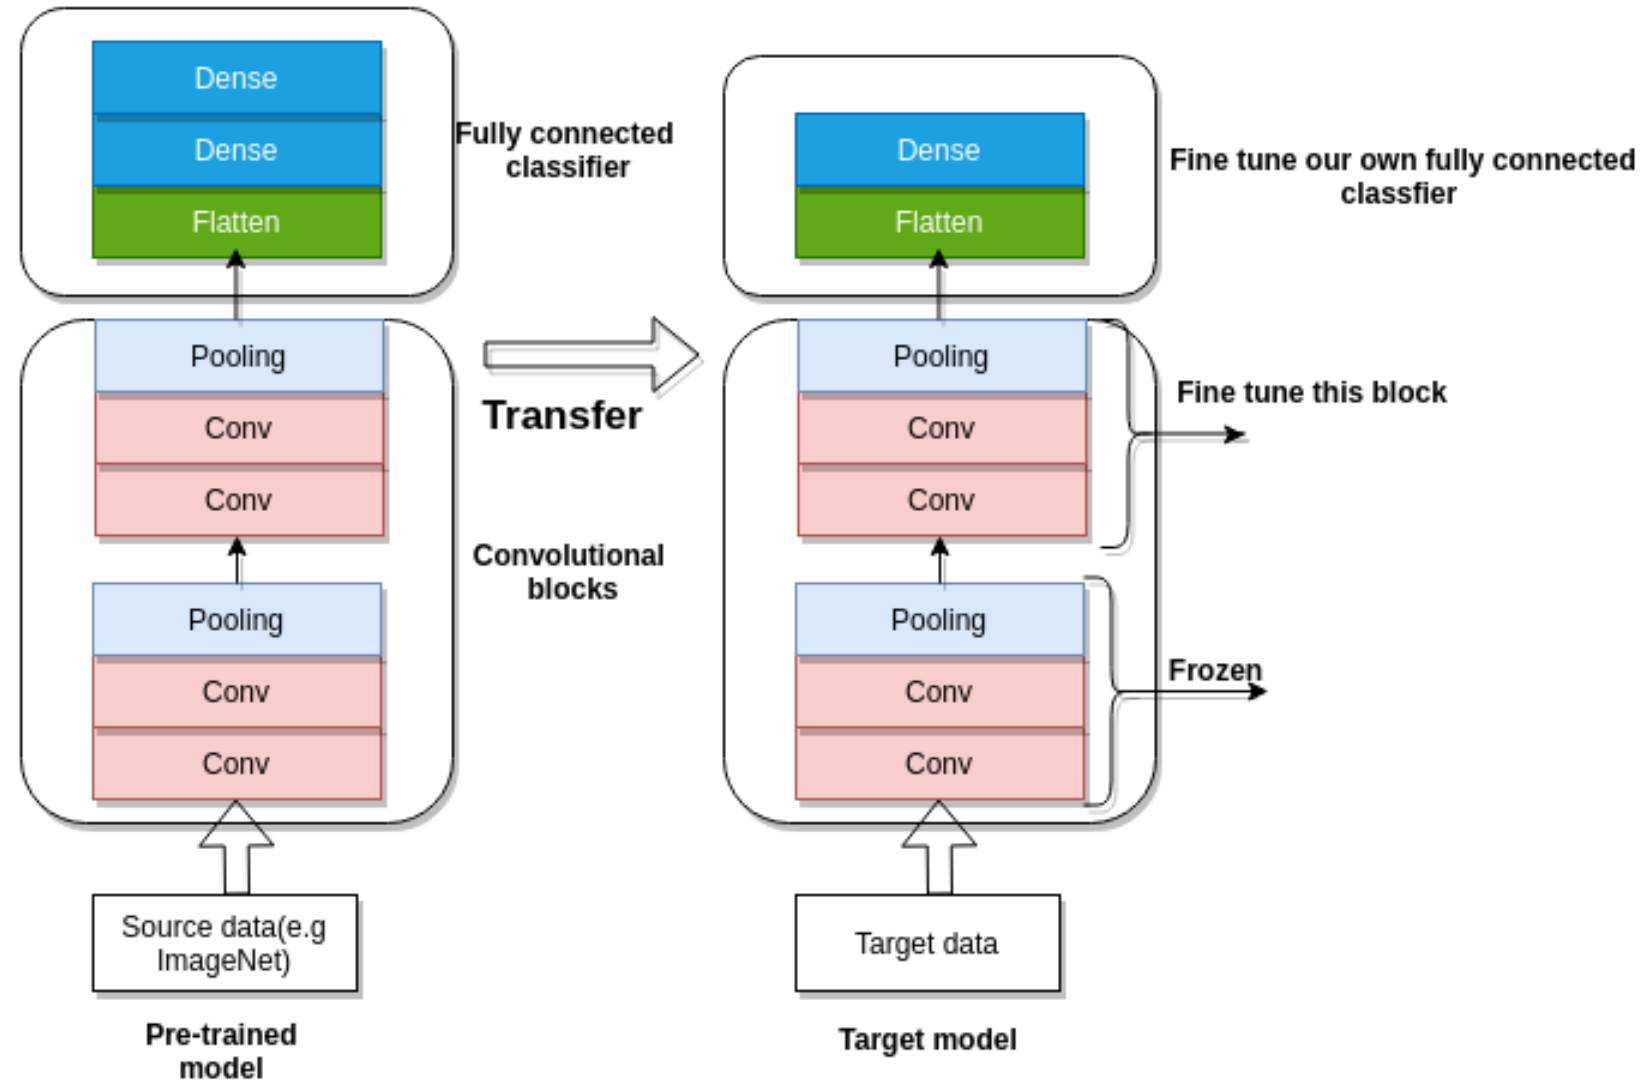 Dense
Dense
Flatten
Fully connected
classifier
Pooling
Conv
Conv
Pooling
Conv
Conv
Convolutional
blocks
Source data(e.g
ImageNet)
Pre-trained
model
Transfer
Dense
Flatten
Fine tune our own fully connected
classfier
Pooling
Conv
Conv
Fine tune this block
Pooling
Conv
Conv
Frozen
Target data
Target model